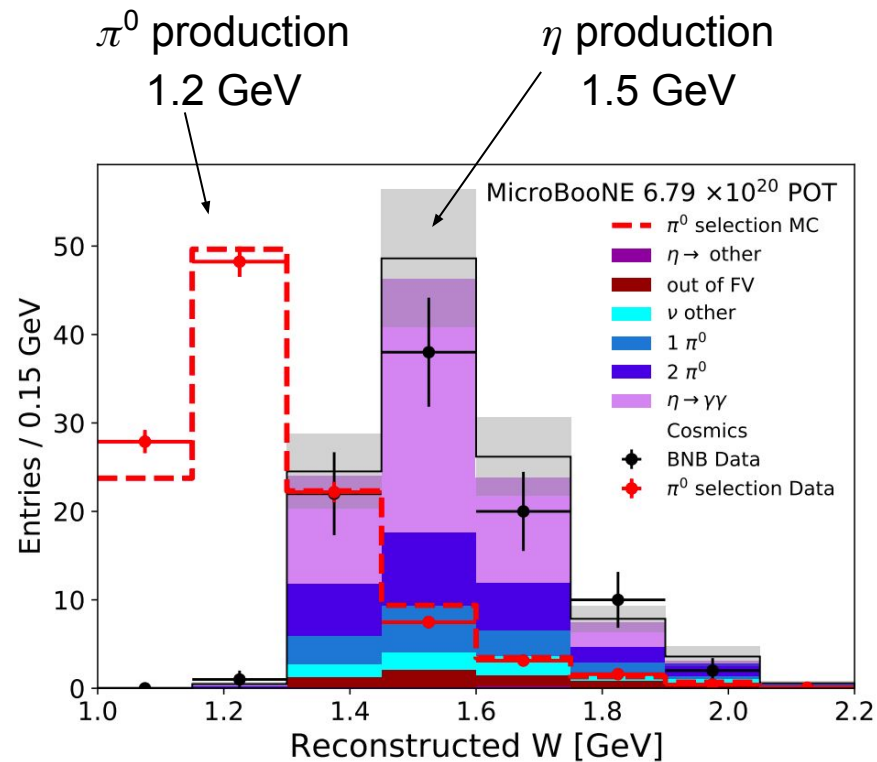 π⁰ production
1.2 GeV
η production
1.5 GeV
MicroBooNE 6.79 ×10²⁰ POT
π⁰ selection MC
η→ other
out of FV
ν other
1 π⁰
2 π⁰
η→γγ
Cosmics
BNB Data
π⁰ selection Data
Entries / 0.15 GeV
50
40
30
20
10
0
1.0 1.2 1.4 1.6 1.8 2.0 2.2
Reconstructed W [GeV]